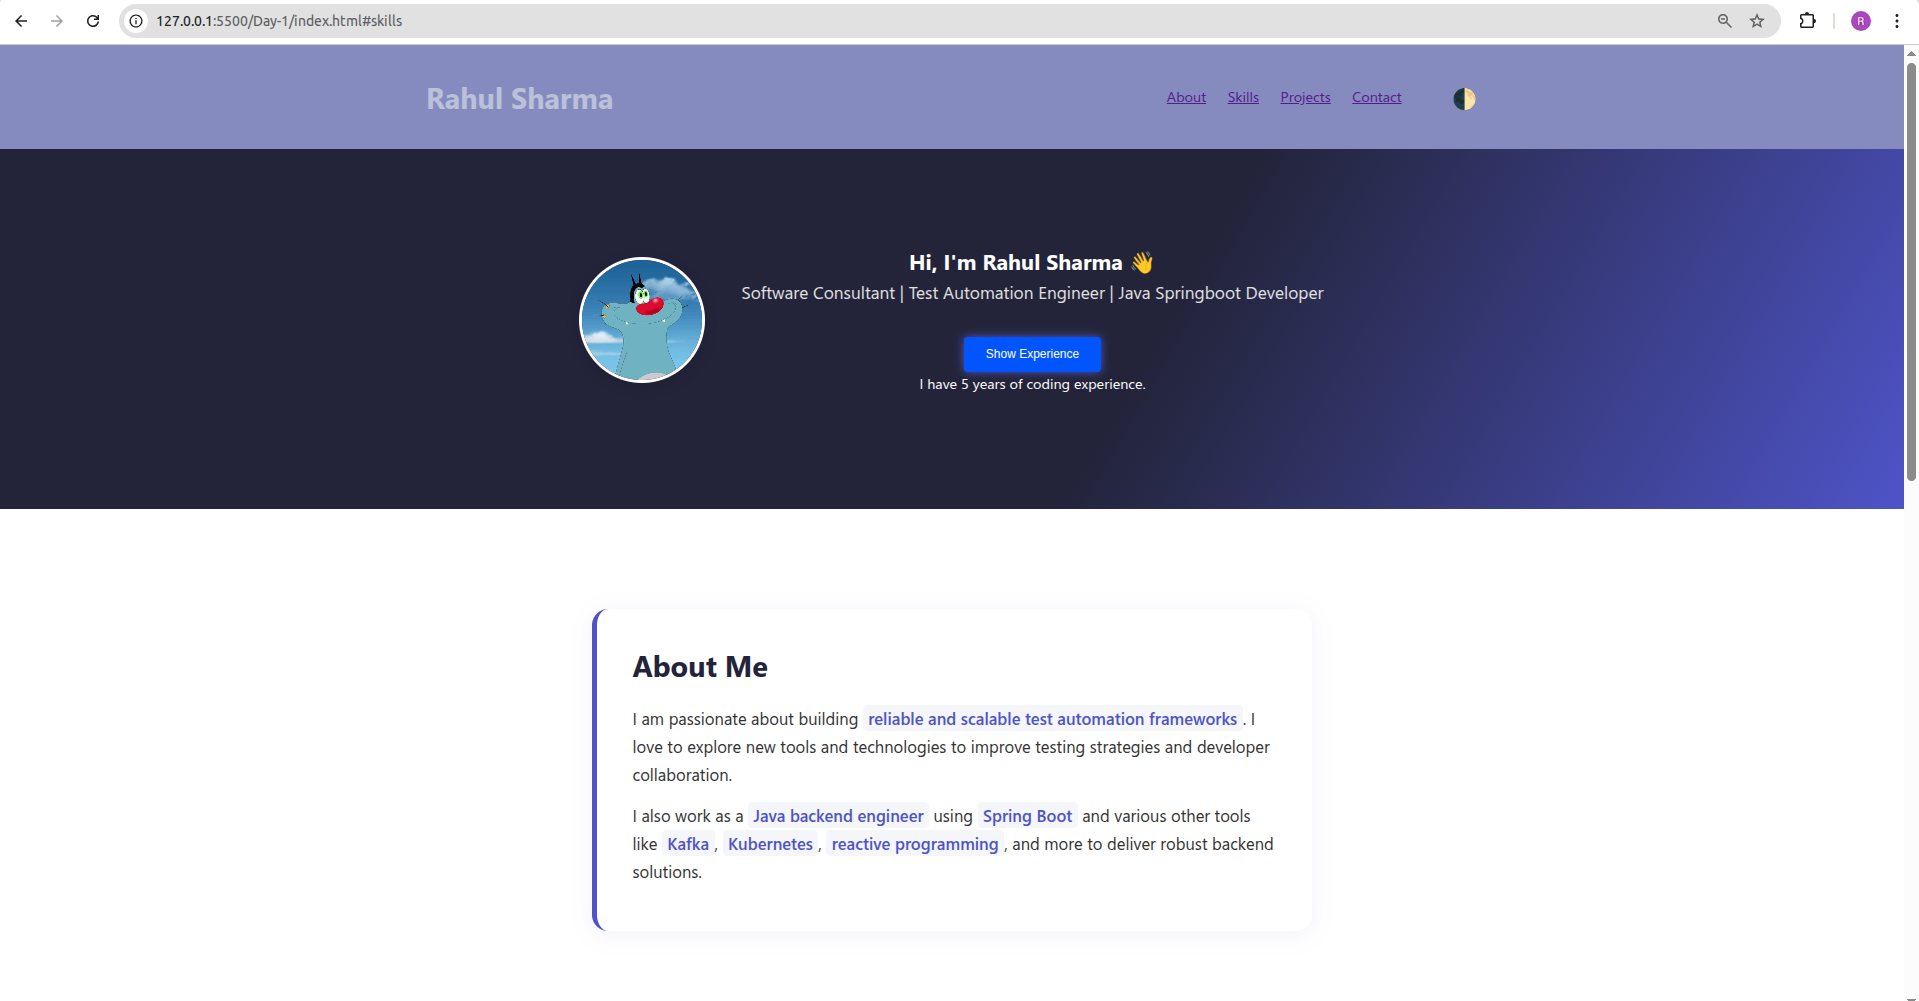 127.0.0.1:5500/Day-1/index.html#skills
R
Rahul Sharma
About Skills Projects Contact
Hi, I'm Rahul Sharma 👋
Software Consultant | Test Automation Engineer | Java Springboot Developer
Show Experience
I have 5 years of coding experience.
About Me
I am passionate about building reliable and scalable test automation frameworks . I
love to explore new tools and technologies to improve testing strategies and developer
collaboration.
I also work as a Java backend engineer using Spring Boot and various other tools
like Kafka , Kubernetes , reactive programming , and more to deliver robust backend
solutions.